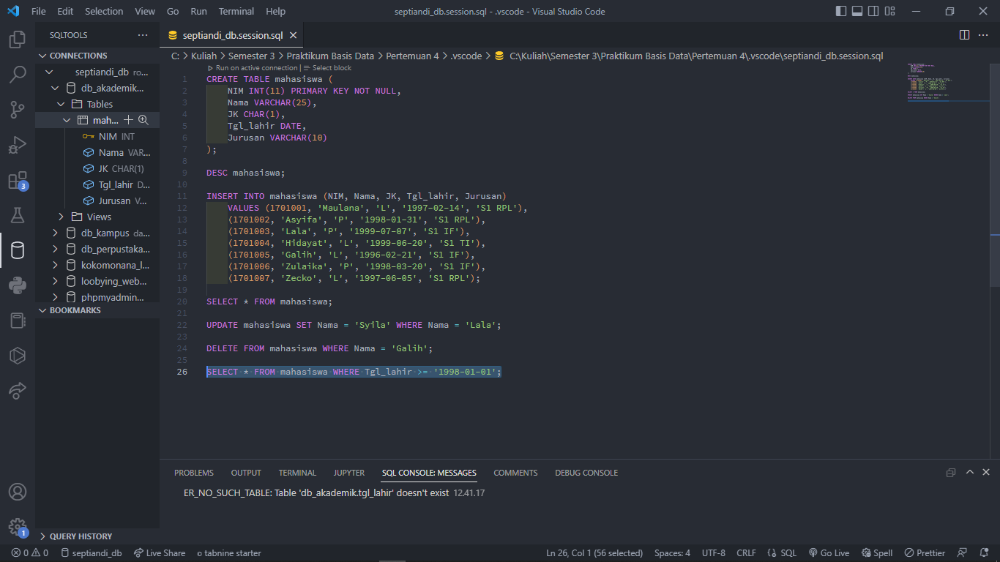 File Edit Selection View Go Run Terminal Help
septiandi_db.session.sql - .vscode - Visual Studio Code
SQLTOOLS
septiandi_db.session.sql
CONNECTIONS
septiandi_db ro...
db_akademik...
Tables
mah...
NIM INT
Nama VAR...
JK CHAR(1)
Tgl_lahir D...
Jurusan V...
Views
db_kampus da...
db_perpustaka...
kokomonana_l...
loobying_web...
phpmyadmin...
BOOKMARKS
QUERY HISTORY
3
1
C: > Kuliah > Semester 3 > Praktikum Basis Data > Pertemuan 4 > .vscode > C:\Kuliah\Semester 3\Praktikum Basis Data\Pertemuan 4\.vscode\septiandi_db.session.sql
Run on active connection | Select block
1 CREATE TABLE mahasiswa (
2 NIM INT(11) PRIMARY KEY NOT NULL,
3 Nama VARCHAR(25),
4 JK CHAR(1),
5 Tgl_lahir DATE,
6 Jurusan VARCHAR(10)
7 );
8
9 DESC mahasiswa;
10
11 INSERT INTO mahasiswa (NIM, Nama, JK, Tgl_lahir, Jurusan)
12 VALUES (1701001, 'Maulana', 'L', '1997-02-14', 'S1 RPL'),
13 (1701002, 'Asyifa', 'P', '1998-01-31', 'S1 RPL'),
14 (1701003, 'Lala', 'P', '1999-07-07', 'S1 IF'),
15 (1701004, 'Hidayat', 'L', '1999-06-20', 'S1 TI'),
16 (1701005, 'Galih', 'L', '1996-02-21', 'S1 IF'),
17 (1701006, 'Zulaika', 'P', '1998-03-20', 'S1 IF'),
18 (1701007, 'Zecko', 'L', '1997-06-05', 'S1 RPL');
19
20 SELECT * FROM mahasiswa;
21
22 UPDATE mahasiswa SET Nama = 'Syila' WHERE Nama = 'Lala';
23
24 DELETE FROM mahasiswa WHERE Nama = 'Galih';
25
26 SELECT * FROM mahasiswa WHERE Tgl_lahir >= '1998-01-01';
PROBLEMS OUTPUT TERMINAL JUPYTER SQL CONSOLE: MESSAGES COMMENTS DEBUG CONSOLE
ER_NO_SUCH_TABLE: Table 'db_akademik.tgl_lahir' doesn't exist 12.41.17
0 0 septiandi_db Live Share tabnine starter
Ln 26, Col 1 (56 selected) Spaces: 4 UTF-8 CRLF SQL Go Live Spell Prettier